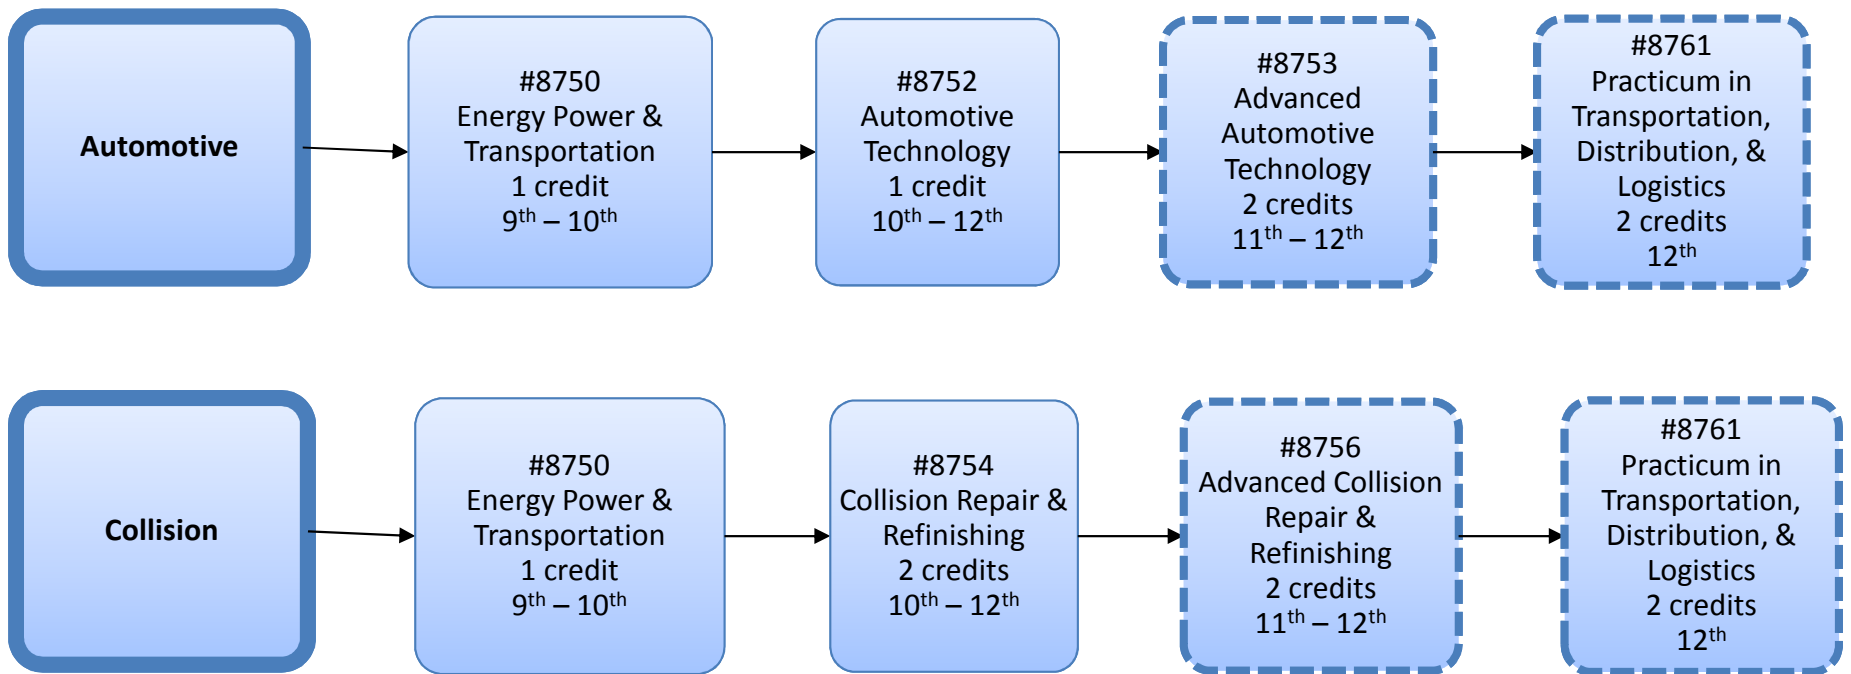 Automotive
#8750
Energy Power &
Transportation
1 credit
9th – 10th
#8752
Automotive
Technology
1 credit
10th – 12th
#8753
Advanced
Automotive
Technology
2 credits
11th – 12th
#8761
Practicum in
Transportation,
Distribution, &
Logistics
2 credits
12th
Collision
#8750
Energy Power &
Transportation
1 credit
9th – 10th
#8754
Collision Repair &
Refinishing
2 credits
10th – 12th
#8756
Advanced Collision
Repair &
Refinishing
2 credits
11th – 12th
#8761
Practicum in
Transportation,
Distribution, &
Logistics
2 credits
12th